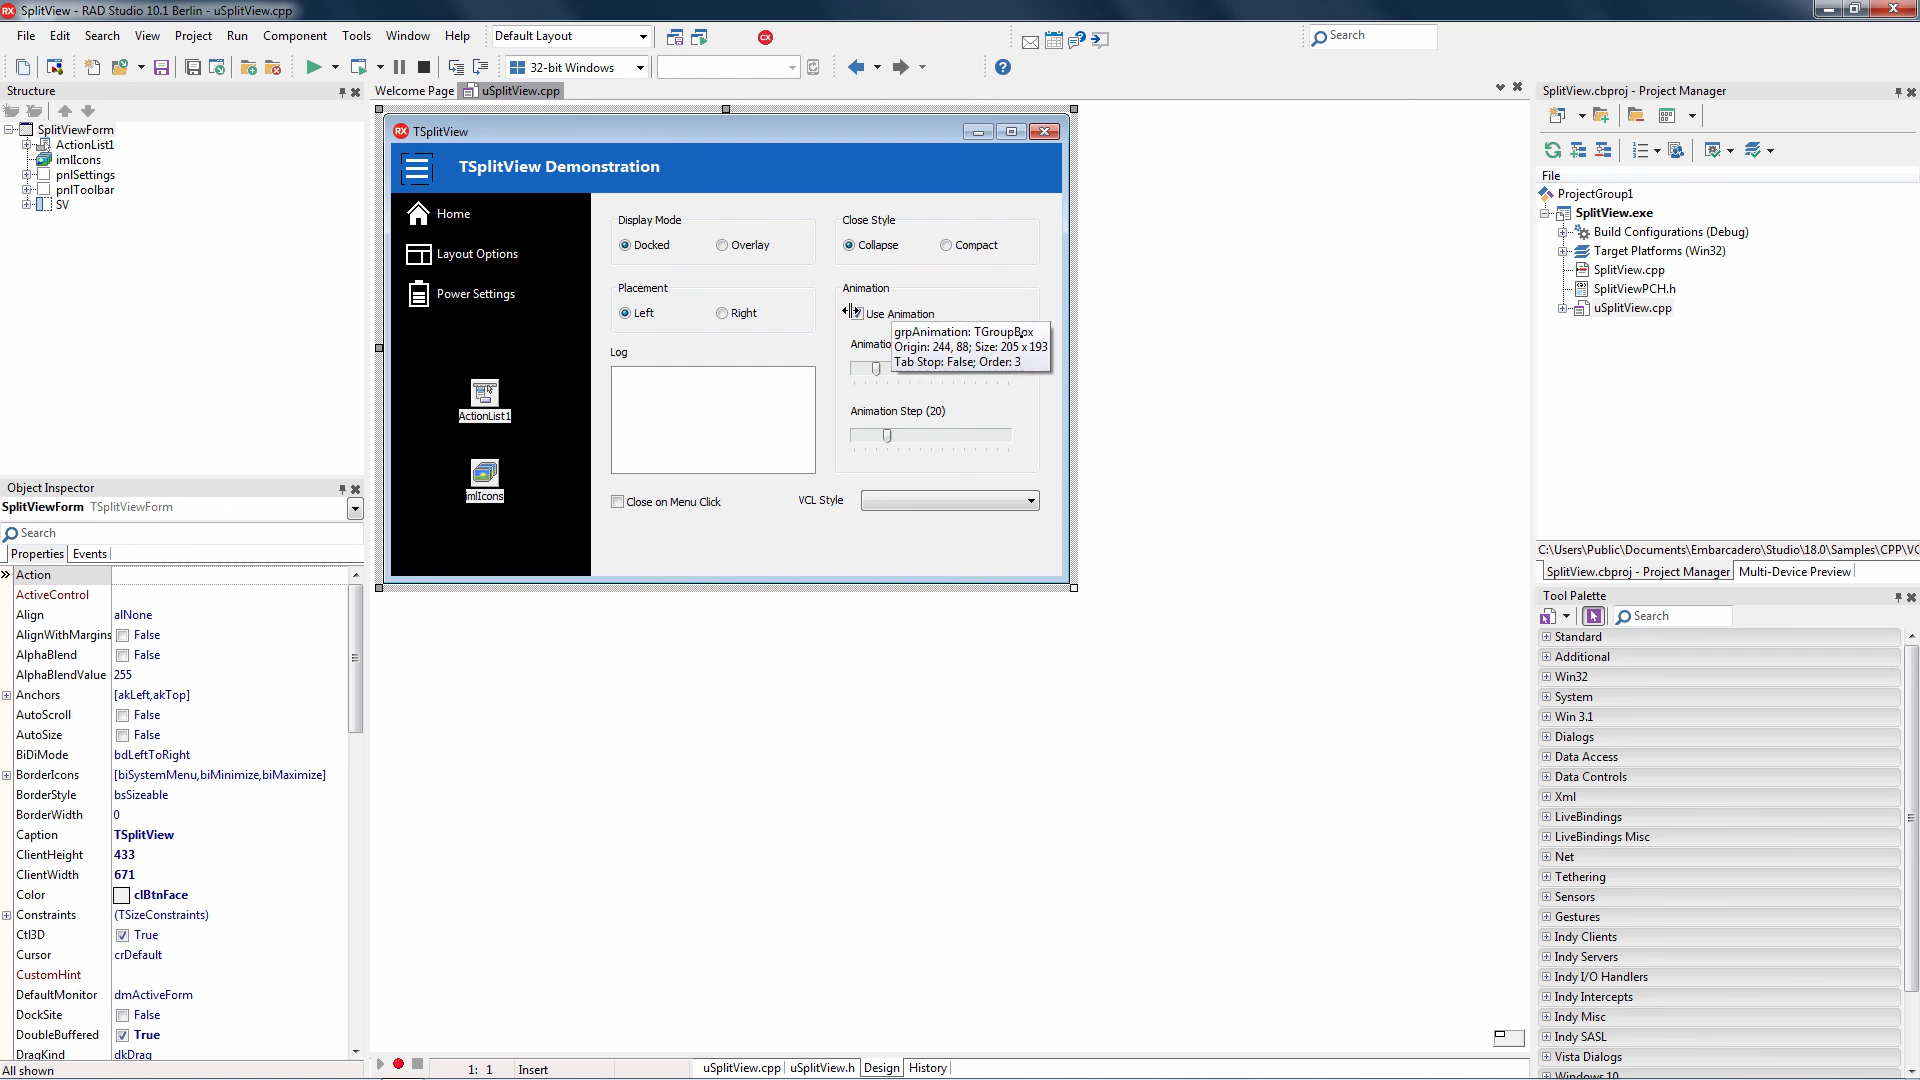 SplitView - RAD Studio 10.1 Berlin - uSplitView.cpp
File Edit Search View Project Run Component Tools Window Help
Default Layout
Search
32-bit Windows
Structure
SplitViewForm
ActionList1
imlIcons
pnlSettings
pnlToolbar
SV
Object Inspector
SplitViewForm TSplitViewForm
Search
Properties Events
Action
ActiveControl
Align alNone
AlignWithMargins False
AlphaBlend False
AlphaBlendValue 255
Anchors [akLeft,akTop]
AutoScroll False
AutoSize False
BiDiMode bdLeftToRight
BorderIcons [biSystemMenu,biMinimize,biMaximize]
BorderStyle bsSizeable
BorderWidth 0
Caption TSplitView
ClientHeight 433
ClientWidth 671
Color clBtnFace
Constraints (TSizeConstraints)
Ctl3D True
Cursor crDefault
CustomHint
DefaultMonitor dmActiveForm
DockSite False
DoubleBuffered True
DragKind dkDrag
All shown
Welcome Page uSplitView.cpp
TSplitView
TSplitView Demonstration
Home
Layout Options
Power Settings
ActionList1
imlIcons
Display Mode
Docked Overlay
Close Style
Collapse Compact
Placement
Left Right
Animation
Use Animation
grpAnimation: TGroupBox
Origin: 244, 88; Size: 205 x 193
Tab Stop: False; Order: 3
Animatio
Log
Animation Step (20)
Close on Menu Click
VCL Style
1: 1 Insert
uSplitView.cpp uSplitView.h Design History
SplitView.cbproj - Project Manager
File
ProjectGroup1
SplitView.exe
Build Configurations (Debug)
Target Platforms (Win32)
SplitView.cpp
SplitViewPCH.h
uSplitView.cpp
C:\Users\Public\Documents\Embarcadero\Studio\18.0\Samples\CPP\VC
SplitView.cbproj - Project Manager Multi-Device Preview
Tool Palette
Search
Standard
Additional
Win32
System
Win 3.1
Dialogs
Data Access
Data Controls
Xml
LiveBindings
LiveBindings Misc
Net
Tethering
Sensors
Gestures
Indy Clients
Indy Servers
Indy I/O Handlers
Indy Intercepts
Indy Misc
Indy SASL
Vista Dialogs
Windows 10